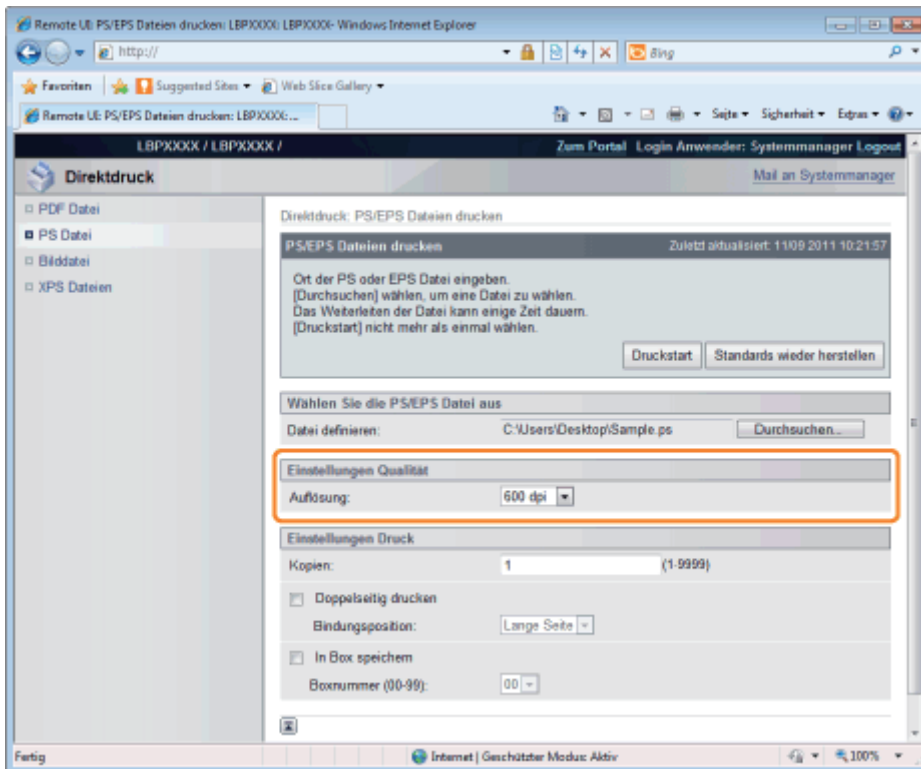 Remote UI: PS/EPS Dateien drucken: LBPXXXX: LBPXXXX- Windows Internet Explorer
http://
Bing
Favoriten Suggested Sites Web Slice Gallery
Remote UI: PS/EPS Dateien drucken: LBPXXXX:...
Seite Sicherheit Extras
LBPXXXX / LBPXXXX / Zum Portal Login Anwender: Systemmanager Logout
Direktdruck Mail an Systemmanager
PDF Datei
PS Datei
Bilddatei
XPS Dateien
Direktdruck: PS/EPS Dateien drucken
PS/EPS Dateien drucken Zuletzt aktualisiert: 11/09 2011 10:21:57
Ort der PS oder EPS Datei eingeben.
[Durchsuchen] wählen, um eine Datei zu wählen.
Das Weiterleiten der Datei kann einige Zeit dauern.
[Druckstart] nicht mehr als einmal wählen.
Druckstart Standards wieder herstellen
Wählen Sie die PS/EPS Datei aus
Datei definieren: C:\Users\Desktop\Sample.ps Durchsuchen...
Einstellungen Qualität
Auflösung: 600 dpi
Einstellungen Druck
Kopien: 1 (1-9999)
Doppelseitig drucken
Bindungsposition: Lange Seite
In Box speichern
Boxnummer (00-99): 00
Fertig Internet | Geschützter Modus: Aktiv 100%